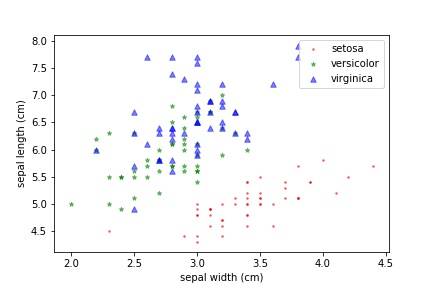 8.0
7.5
7.0
6.5
6.0
5.5
5.0
4.5
sepal length (cm)
setosa
versicolor
virginica
2.0 2.5 3.0 3.5 4.0 4.5
sepal width (cm)